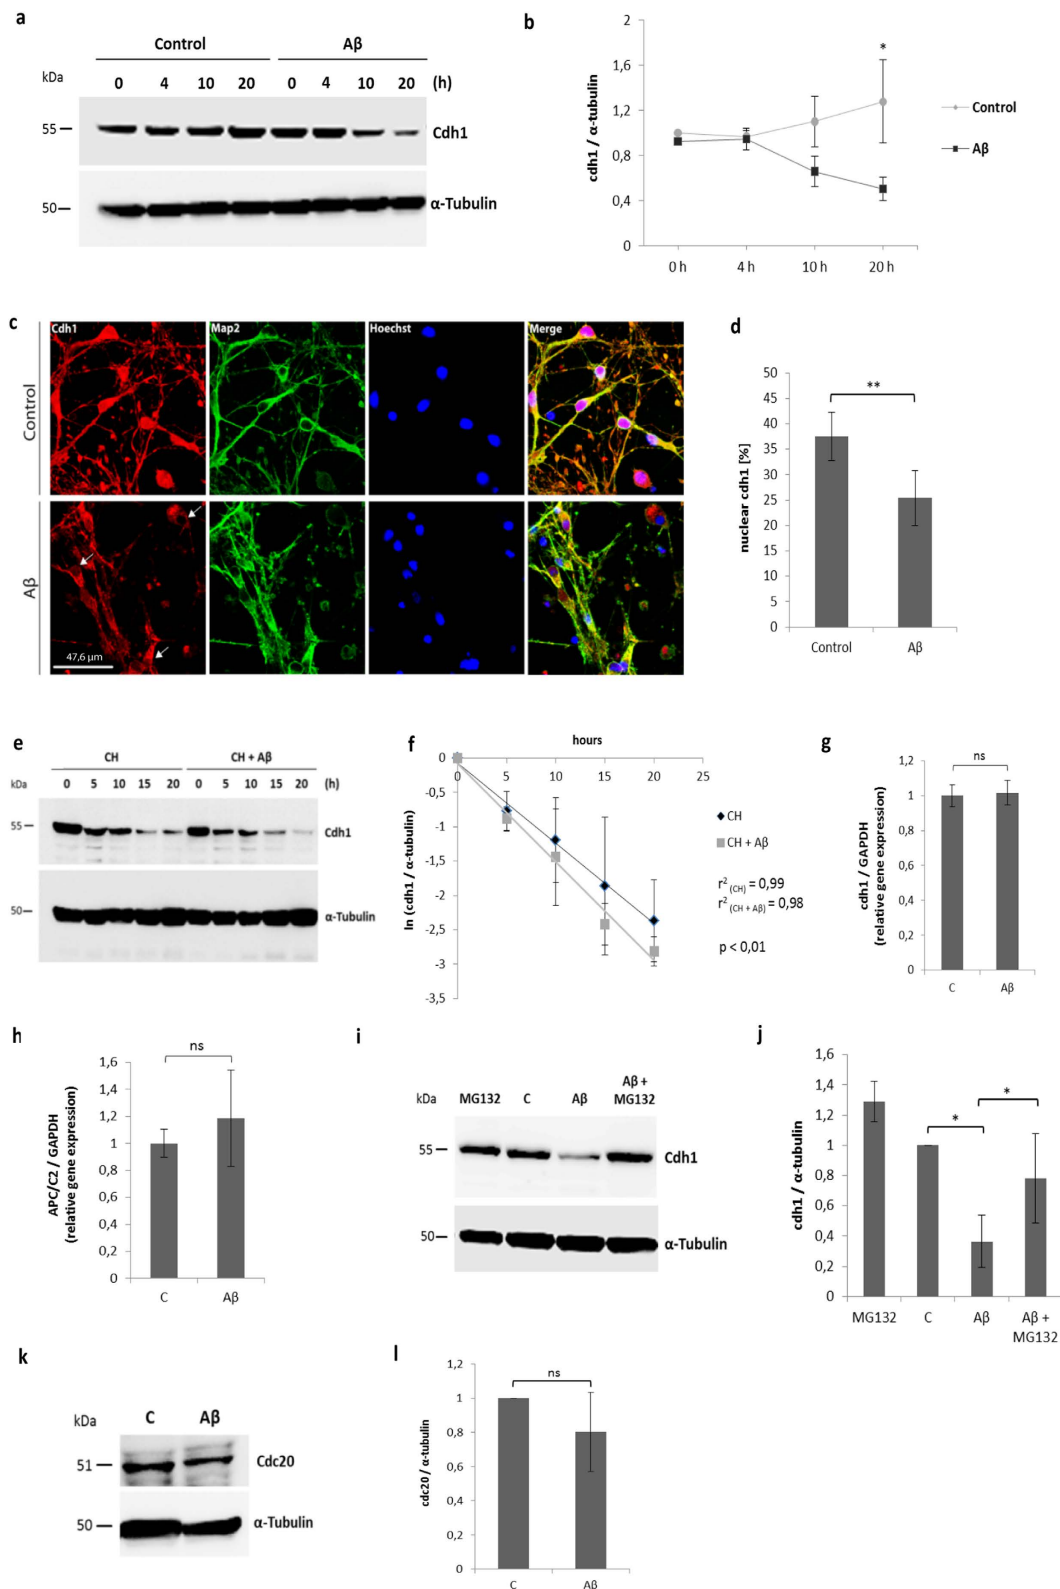 a
Control Aβ
kDa 0 4 10 20 0 4 10 20 (h)
55 Cdh1
50 α-Tubulin
b
cdh1 / α-tubulin
2
1,6
1,2
0,8
0,4
0
*
0 h 4 h 10 h 20 h
Control
Aβ
c
Cdh1 Map2 Hoechst Merge
Control
Aβ
47,6 µm
d
nuclear cdh1 [%]
50
45
40
35
30
25
20
15
10
5
0
**
Control Aβ
e
CH CH + Aβ
kDa 0 5 10 15 20 0 5 10 15 20 (h)
55 Cdh1
50 α-Tubulin
f
hours
0 5 10 15 20 25
ln (cdh1 / α-tubulin)
0
-0,5
-1
-1,5
-2
-2,5
-3
-3,5
CH
CH + Aβ
r² (CH) = 0,99
r² (CH + Aβ) = 0,98
p < 0,01
g
cdh1 / GAPDH
(relative gene expression)
1,2
1
0,8
0,6
0,4
0,2
0
ns
C Aβ
h
APC/C2 / GAPDH
(relative gene expression)
1,6
1,4
1,2
1
0,8
0,6
0,4
0,2
0
ns
C Aβ
i
kDa MG132 C Aβ Aβ +
MG132
55 Cdh1
50 α-Tubulin
j
cdh1 / α-tubulin
1,6
1,4
1,2
1
0,8
0,6
0,4
0,2
0
* *
MG132 C Aβ Aβ +
MG132
k
kDa C Aβ
51 Cdc20
50 α-Tubulin
l
cdc20 / α-tubulin
1,2
1
0,8
0,6
0,4
0,2
0
ns
C Aβ